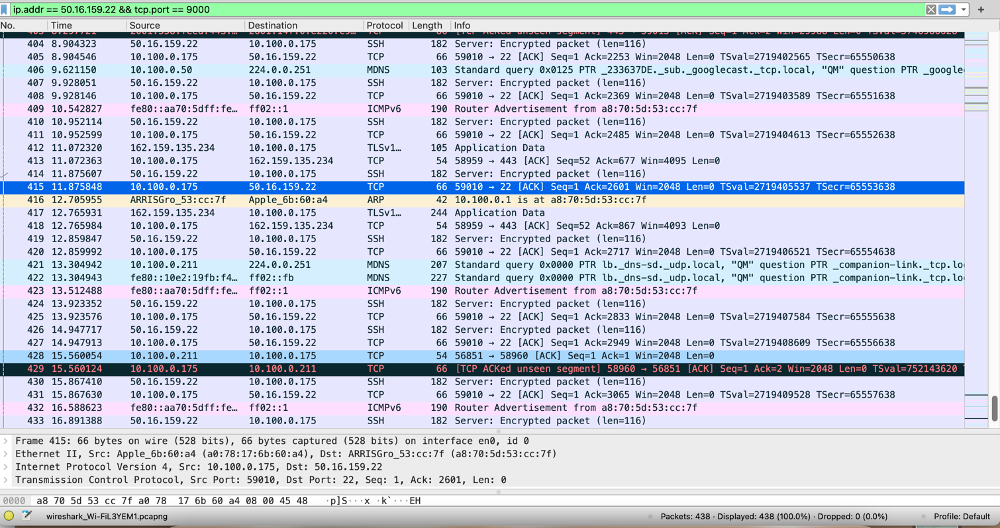 ip.addr == 50.16.159.22 && tcp.port == 9000
No. Time Source Destination Protocol Length Info
404 8.904323 50.16.159.22 10.100.0.175 SSH 182 Server: Encrypted packet (len=116)
405 8.904546 10.100.0.175 50.16.159.22 TCP 66 59010 → 22 [ACK] Seq=1 Ack=2253 Win=2048 Len=0 TSval=2719402565 TSecr=65550638
406 9.621150 10.100.0.50 224.0.0.251 MDNS 103 Standard query 0x0125 PTR _233637DE._sub._googlecast._tcp.local, "QM" question PTR _googlec
407 9.928051 50.16.159.22 10.100.0.175 SSH 182 Server: Encrypted packet (len=116)
408 9.928146 10.100.0.175 50.16.159.22 TCP 66 59010 → 22 [ACK] Seq=1 Ack=2369 Win=2048 Len=0 TSval=2719403589 TSecr=65551638
409 10.542827 fe80::aa70:5dff:fe… ff02::1 ICMPv6 190 Router Advertisement from a8:70:5d:53:cc:7f
410 10.952114 50.16.159.22 10.100.0.175 SSH 182 Server: Encrypted packet (len=116)
411 10.952599 10.100.0.175 50.16.159.22 TCP 66 59010 → 22 [ACK] Seq=1 Ack=2485 Win=2048 Len=0 TSval=2719404613 TSecr=65552638
412 11.072320 162.159.135.234 10.100.0.175 TLSv1… 105 Application Data
413 11.072363 10.100.0.175 162.159.135.234 TCP 54 58959 → 443 [ACK] Seq=52 Ack=677 Win=4095 Len=0
414 11.875607 50.16.159.22 10.100.0.175 SSH 182 Server: Encrypted packet (len=116)
415 11.875848 10.100.0.175 50.16.159.22 TCP 66 59010 → 22 [ACK] Seq=1 Ack=2601 Win=2048 Len=0 TSval=2719405537 TSecr=65553638
416 12.705955 ARRISGro_53:cc:7f Apple_6b:60:a4 ARP 42 10.100.0.1 is at a8:70:5d:53:cc:7f
417 12.765931 162.159.135.234 10.100.0.175 TLSv1… 244 Application Data
418 12.765984 10.100.0.175 162.159.135.234 TCP 54 58959 → 443 [ACK] Seq=52 Ack=867 Win=4093 Len=0
419 12.859847 50.16.159.22 10.100.0.175 SSH 182 Server: Encrypted packet (len=116)
420 12.859992 10.100.0.175 50.16.159.22 TCP 66 59010 → 22 [ACK] Seq=1 Ack=2717 Win=2048 Len=0 TSval=2719406521 TSecr=65554638
421 13.304942 10.100.0.211 224.0.0.251 MDNS 207 Standard query 0x0000 PTR lb._dns-sd._udp.local, "QM" question PTR _companion-link._tcp.lo
422 13.304943 fe80::10e2:19fb:f4… ff02::fb MDNS 227 Standard query 0x0000 PTR lb._dns-sd._udp.local, "QM" question PTR _companion-link._tcp.lo
423 13.512488 fe80::aa70:5dff:fe… ff02::1 ICMPv6 190 Router Advertisement from a8:70:5d:53:cc:7f
424 13.923352 50.16.159.22 10.100.0.175 SSH 182 Server: Encrypted packet (len=116)
425 13.923576 10.100.0.175 50.16.159.22 TCP 66 59010 → 22 [ACK] Seq=1 Ack=2833 Win=2048 Len=0 TSval=2719407584 TSecr=65555638
426 14.947717 50.16.159.22 10.100.0.175 SSH 182 Server: Encrypted packet (len=116)
427 14.947913 10.100.0.175 50.16.159.22 TCP 66 59010 → 22 [ACK] Seq=1 Ack=2949 Win=2048 Len=0 TSval=2719408609 TSecr=65556638
428 15.560054 10.100.0.211 10.100.0.175 TCP 54 56851 → 58960 [ACK] Seq=1 Ack=1 Win=2048 Len=0
429 15.560124 10.100.0.175 10.100.0.211 TCP 66 [TCP ACKed unseen segment] 58960 → 56851 [ACK] Seq=1 Ack=2 Win=2048 Len=0 TSval=752143620
430 15.867410 50.16.159.22 10.100.0.175 SSH 182 Server: Encrypted packet (len=116)
431 15.867630 10.100.0.175 50.16.159.22 TCP 66 59010 → 22 [ACK] Seq=1 Ack=3065 Win=2048 Len=0 TSval=2719409528 TSecr=65557638
432 16.588623 fe80::aa70:5dff:fe… ff02::1 ICMPv6 190 Router Advertisement from a8:70:5d:53:cc:7f
433 16.891388 50.16.159.22 10.100.0.175 SSH 182 Server: Encrypted packet (len=116)
Frame 415: 66 bytes on wire (528 bits), 66 bytes captured (528 bits) on interface en0, id 0
Ethernet II, Src: Apple_6b:60:a4 (a0:78:17:6b:60:a4), Dst: ARRISGro_53:cc:7f (a8:70:5d:53:cc:7f)
Internet Protocol Version 4, Src: 10.100.0.175, Dst: 50.16.159.22
Transmission Control Protocol, Src Port: 59010, Dst Port: 22, Seq: 1, Ack: 2601, Len: 0
0000 a8 70 5d 53 cc 7f a0 78 17 6b 60 a4 08 00 45 48 ·p]S···x ·k`···EH
wireshark_Wi-FiL3YEM1.pcapng Packets: 438 · Displayed: 438 (100.0%) · Dropped: 0 (0.0%) Profile: Default